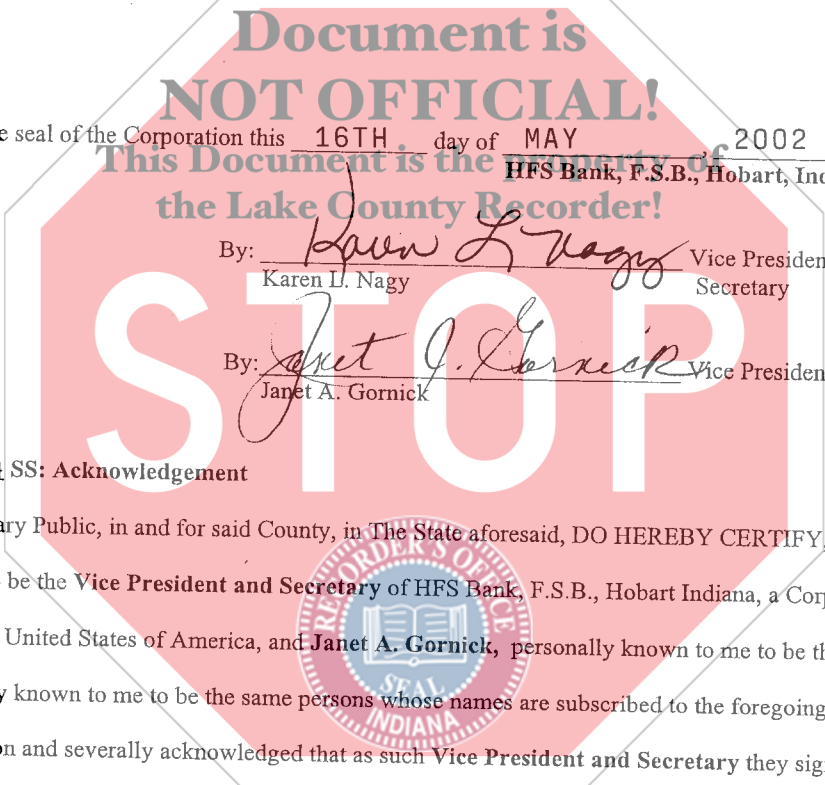 Document is
NOT OFFICIAL!
e seal of the Corporation this 16TH day of MAY , 2002
This Document is the property of
HFS Bank, F.S.B., Hobart, Ind
the Lake County Recorder!
By: Karen L Nagy Vice Presiden
Karen L. Nagy Secretary
By: Janet A. Gornick Vice Presiden
Janet A. Gornick
STOP
SS: Acknowledgement
ary Public, in and for said County, in The State aforesaid, DO HEREBY CERTIFY,
be the Vice President and Secretary of HFS Bank, F.S.B., Hobart Indiana, a Corp
United States of America, and Janet A. Gornick, personally known to me to be th
y known to me to be the same persons whose names are subscribed to the foregoing
on and severally acknowledged that as such Vice President and Secretary they sig
RECORDER'S OFFICE
SEAL
INDIANA